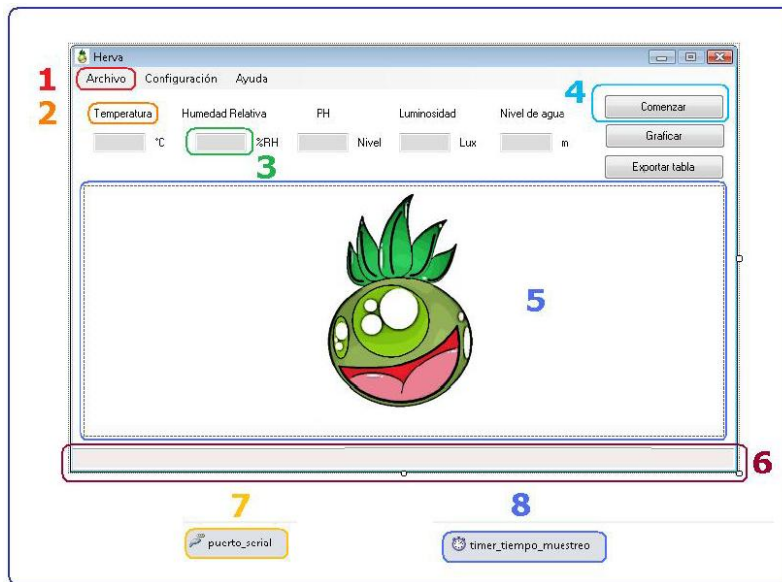 Herva
1 Archivo Configuración Ayuda
2 Temperatura Humedad Relativa PH Luminosidad Nivel de agua 4 Comenzar
°C %RH Nivel Lux m Graficar
3
Exportar tabla
5
6
7 8
puerto_serial timer_tiempo_muestreo